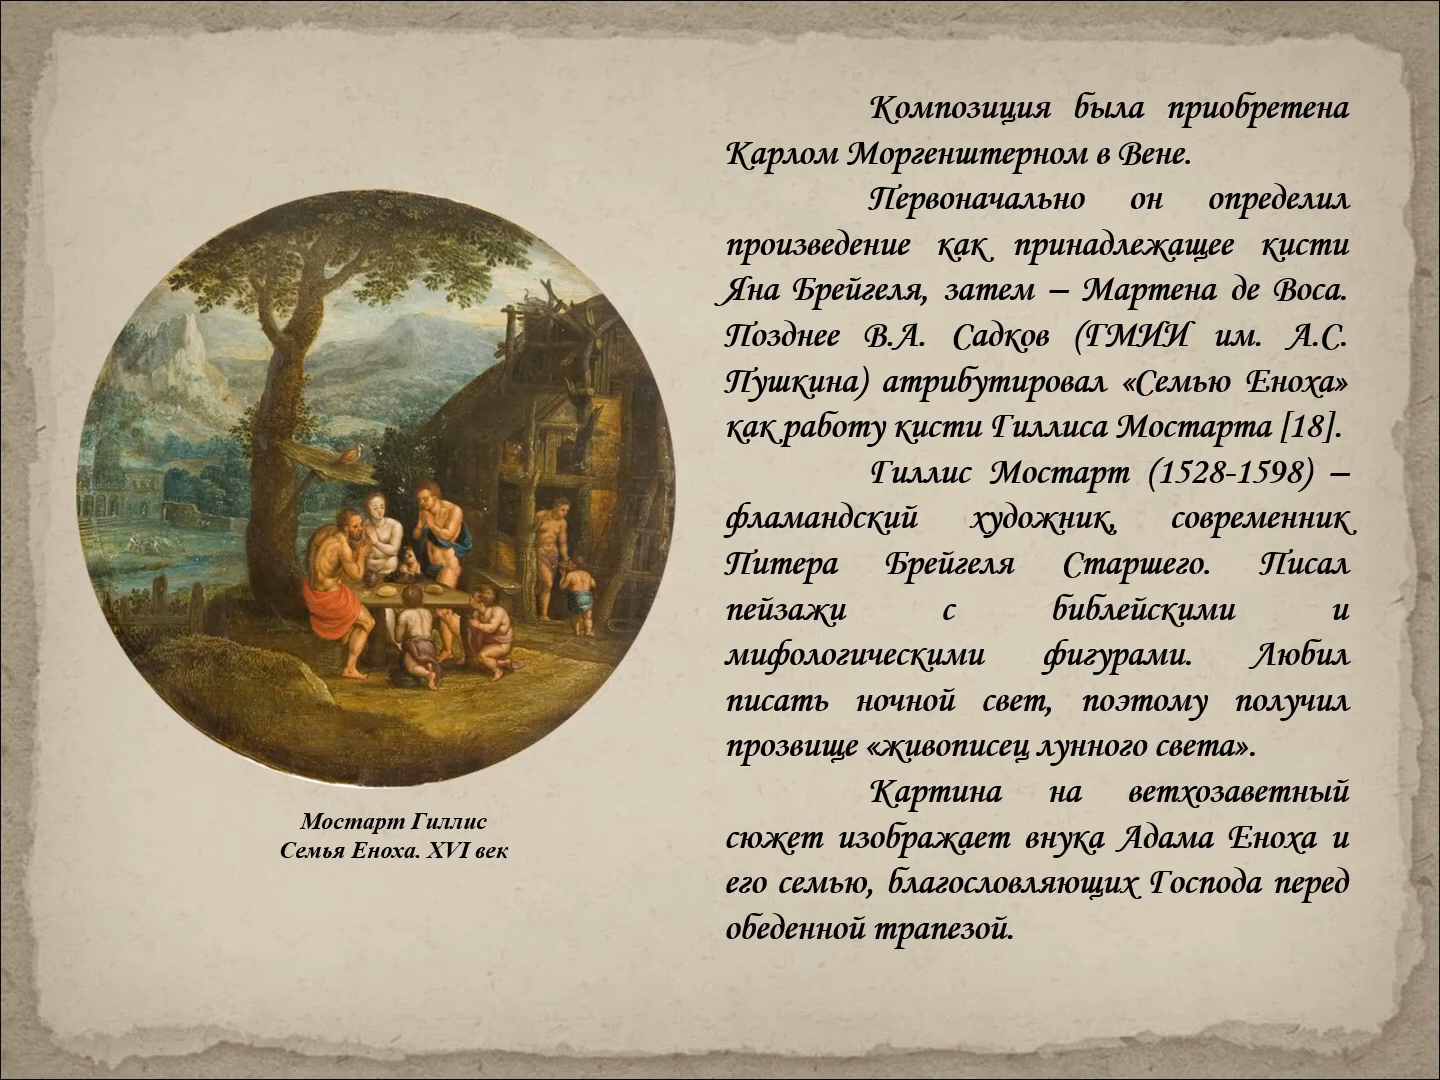 Композиция была приобретена
Карлом Моргенштерном в Вене.
Первоначально он определил
произведение как принадлежащее кисти
Яна Брейгеля, затем – Мартена де Воса.
Позднее В.А. Садков (ГМИИ им. А.С.
Пушкина) атрибутировал «Семью Еноха»
как работу кисти Гиллиса Мостарта [18].
Гиллис Мостарт (1528-1598) –
фламандский художник, современник
Питера Брейгеля Старшего. Писал
пейзажи с библейскими и
мифологическими фигурами. Любил
писать ночной свет, поэтому получил
прозвище «живописец лунного света».
Картина на ветхозаветный
сюжет изображает внука Адама Еноха и
его семью, благословляющих Господа перед
обеденной трапезой.
Мостарт Гиллис
Семья Еноха. XVI век